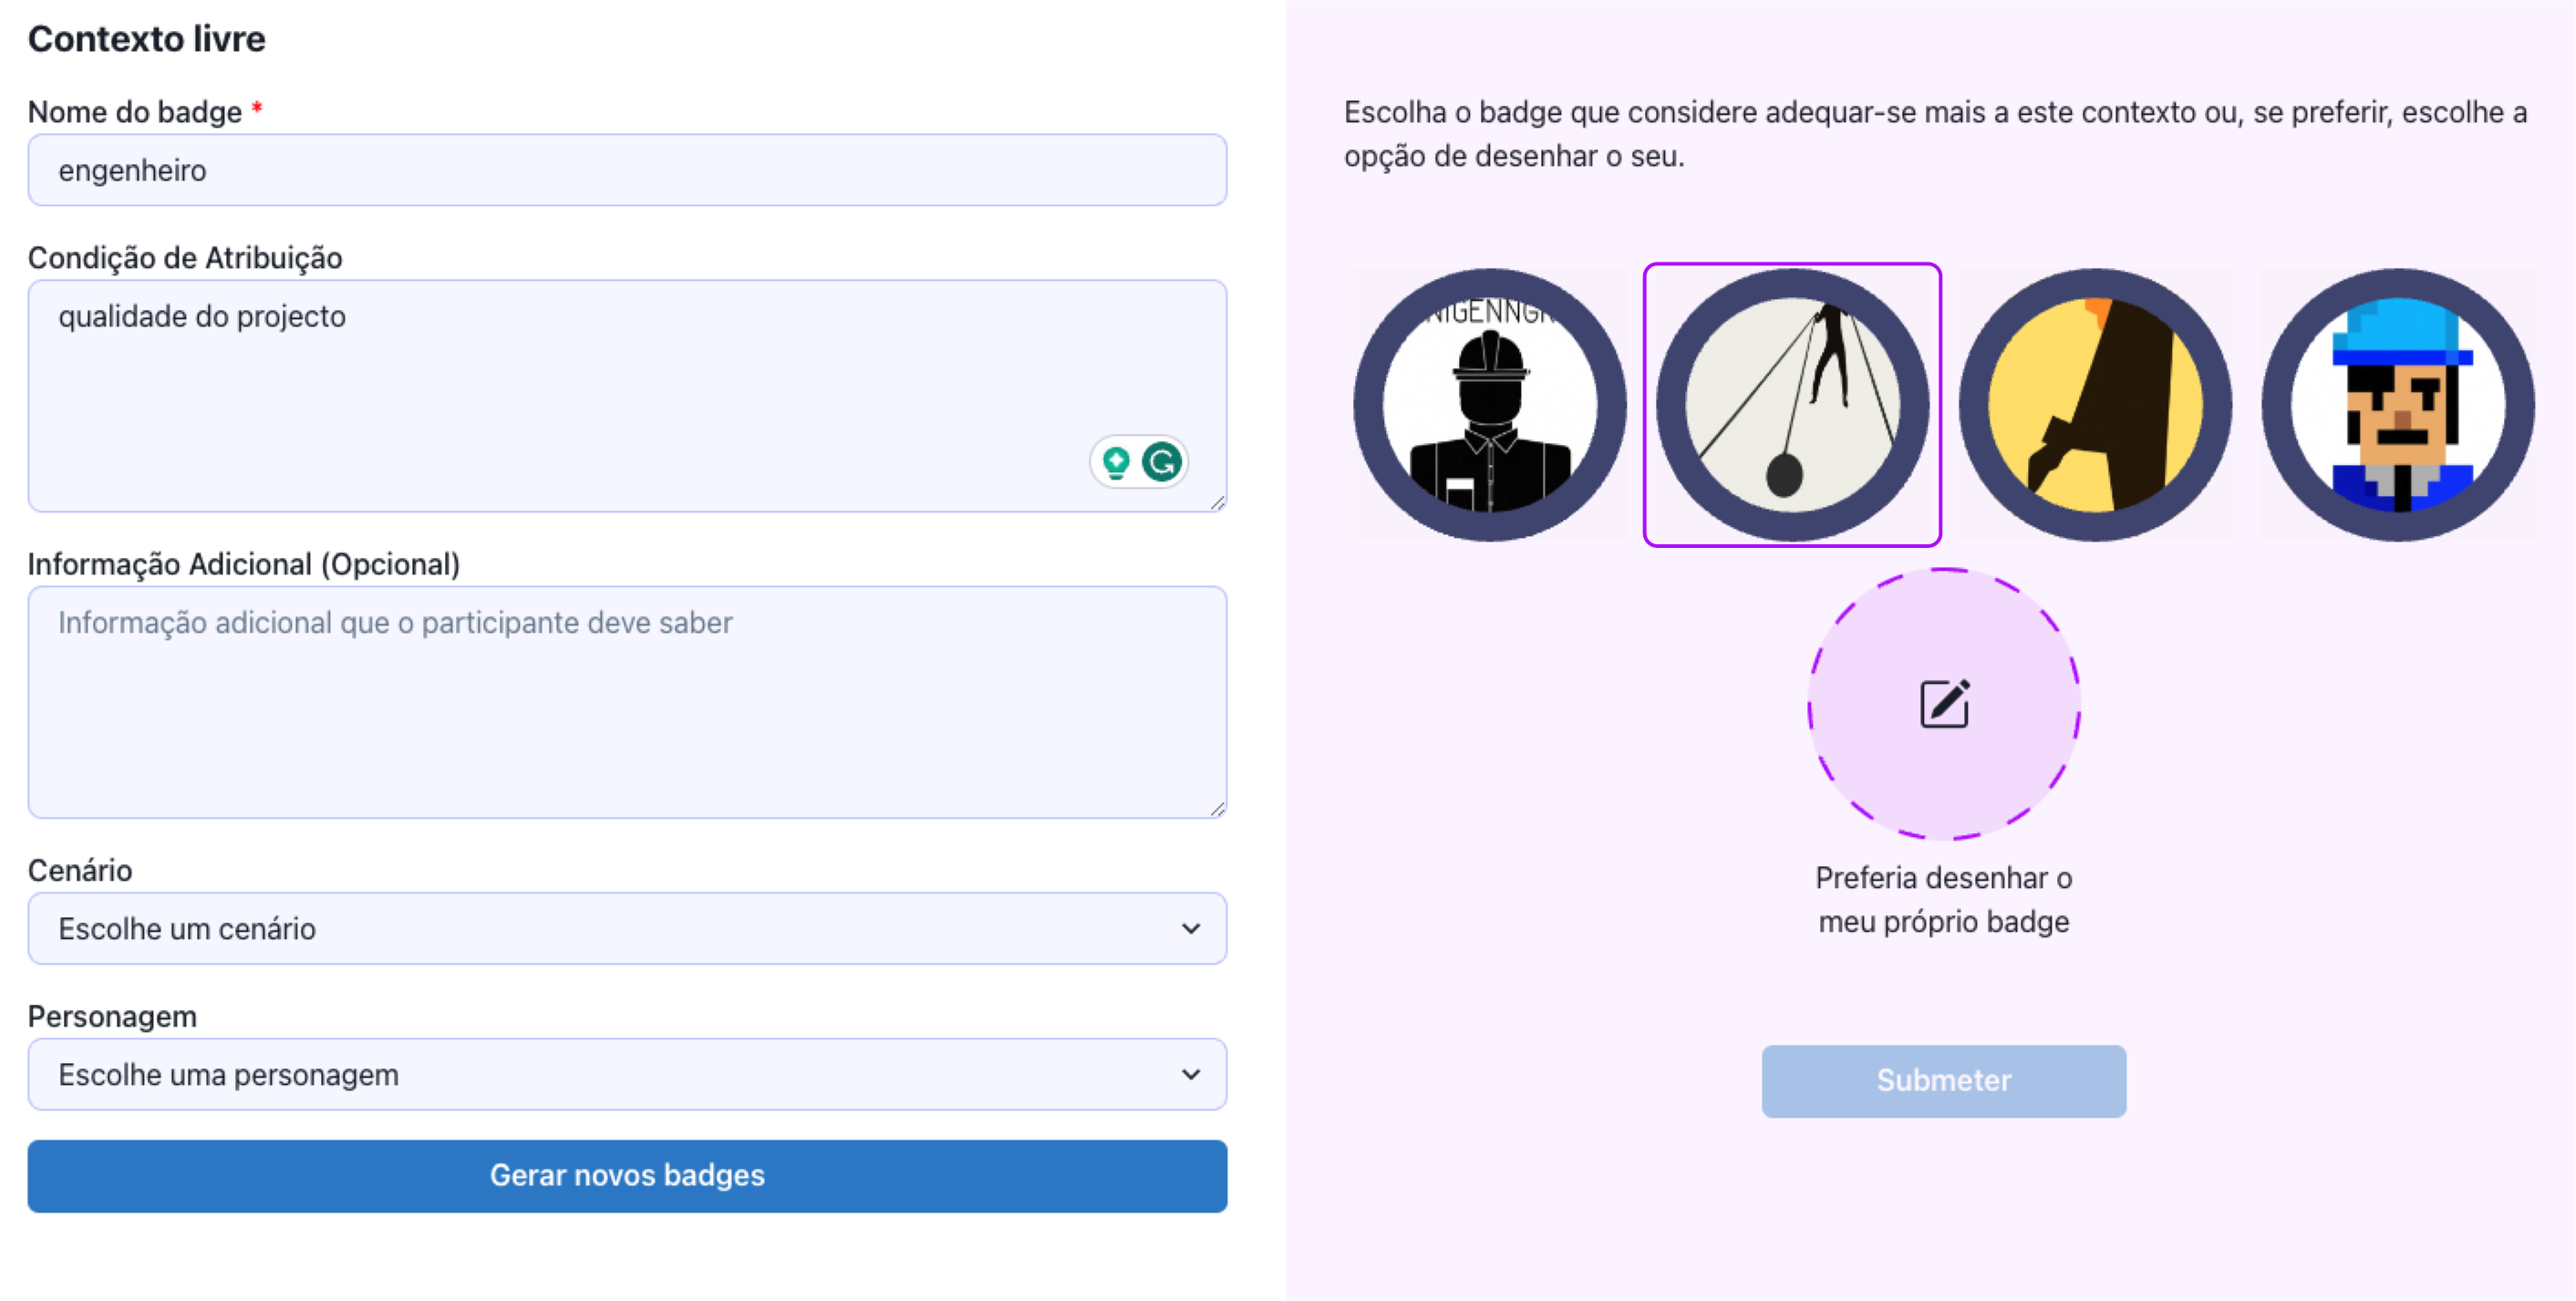 Contexto livre
Nome do badge *
engenheiro
Condição de Atribuição
qualidade do projecto
Informação Adicional (Opcional)
Informação adicional que o participante deve saber
Cenário
Escolhe um cenário
Personagem
Escolhe uma personagem
Gerar novos badges
Escolha o badge que considere adequar-se mais a este contexto ou, se preferir, escolhe a
opção de desenhar o seu.
Preferia desenhar o
meu próprio badge
Submeter